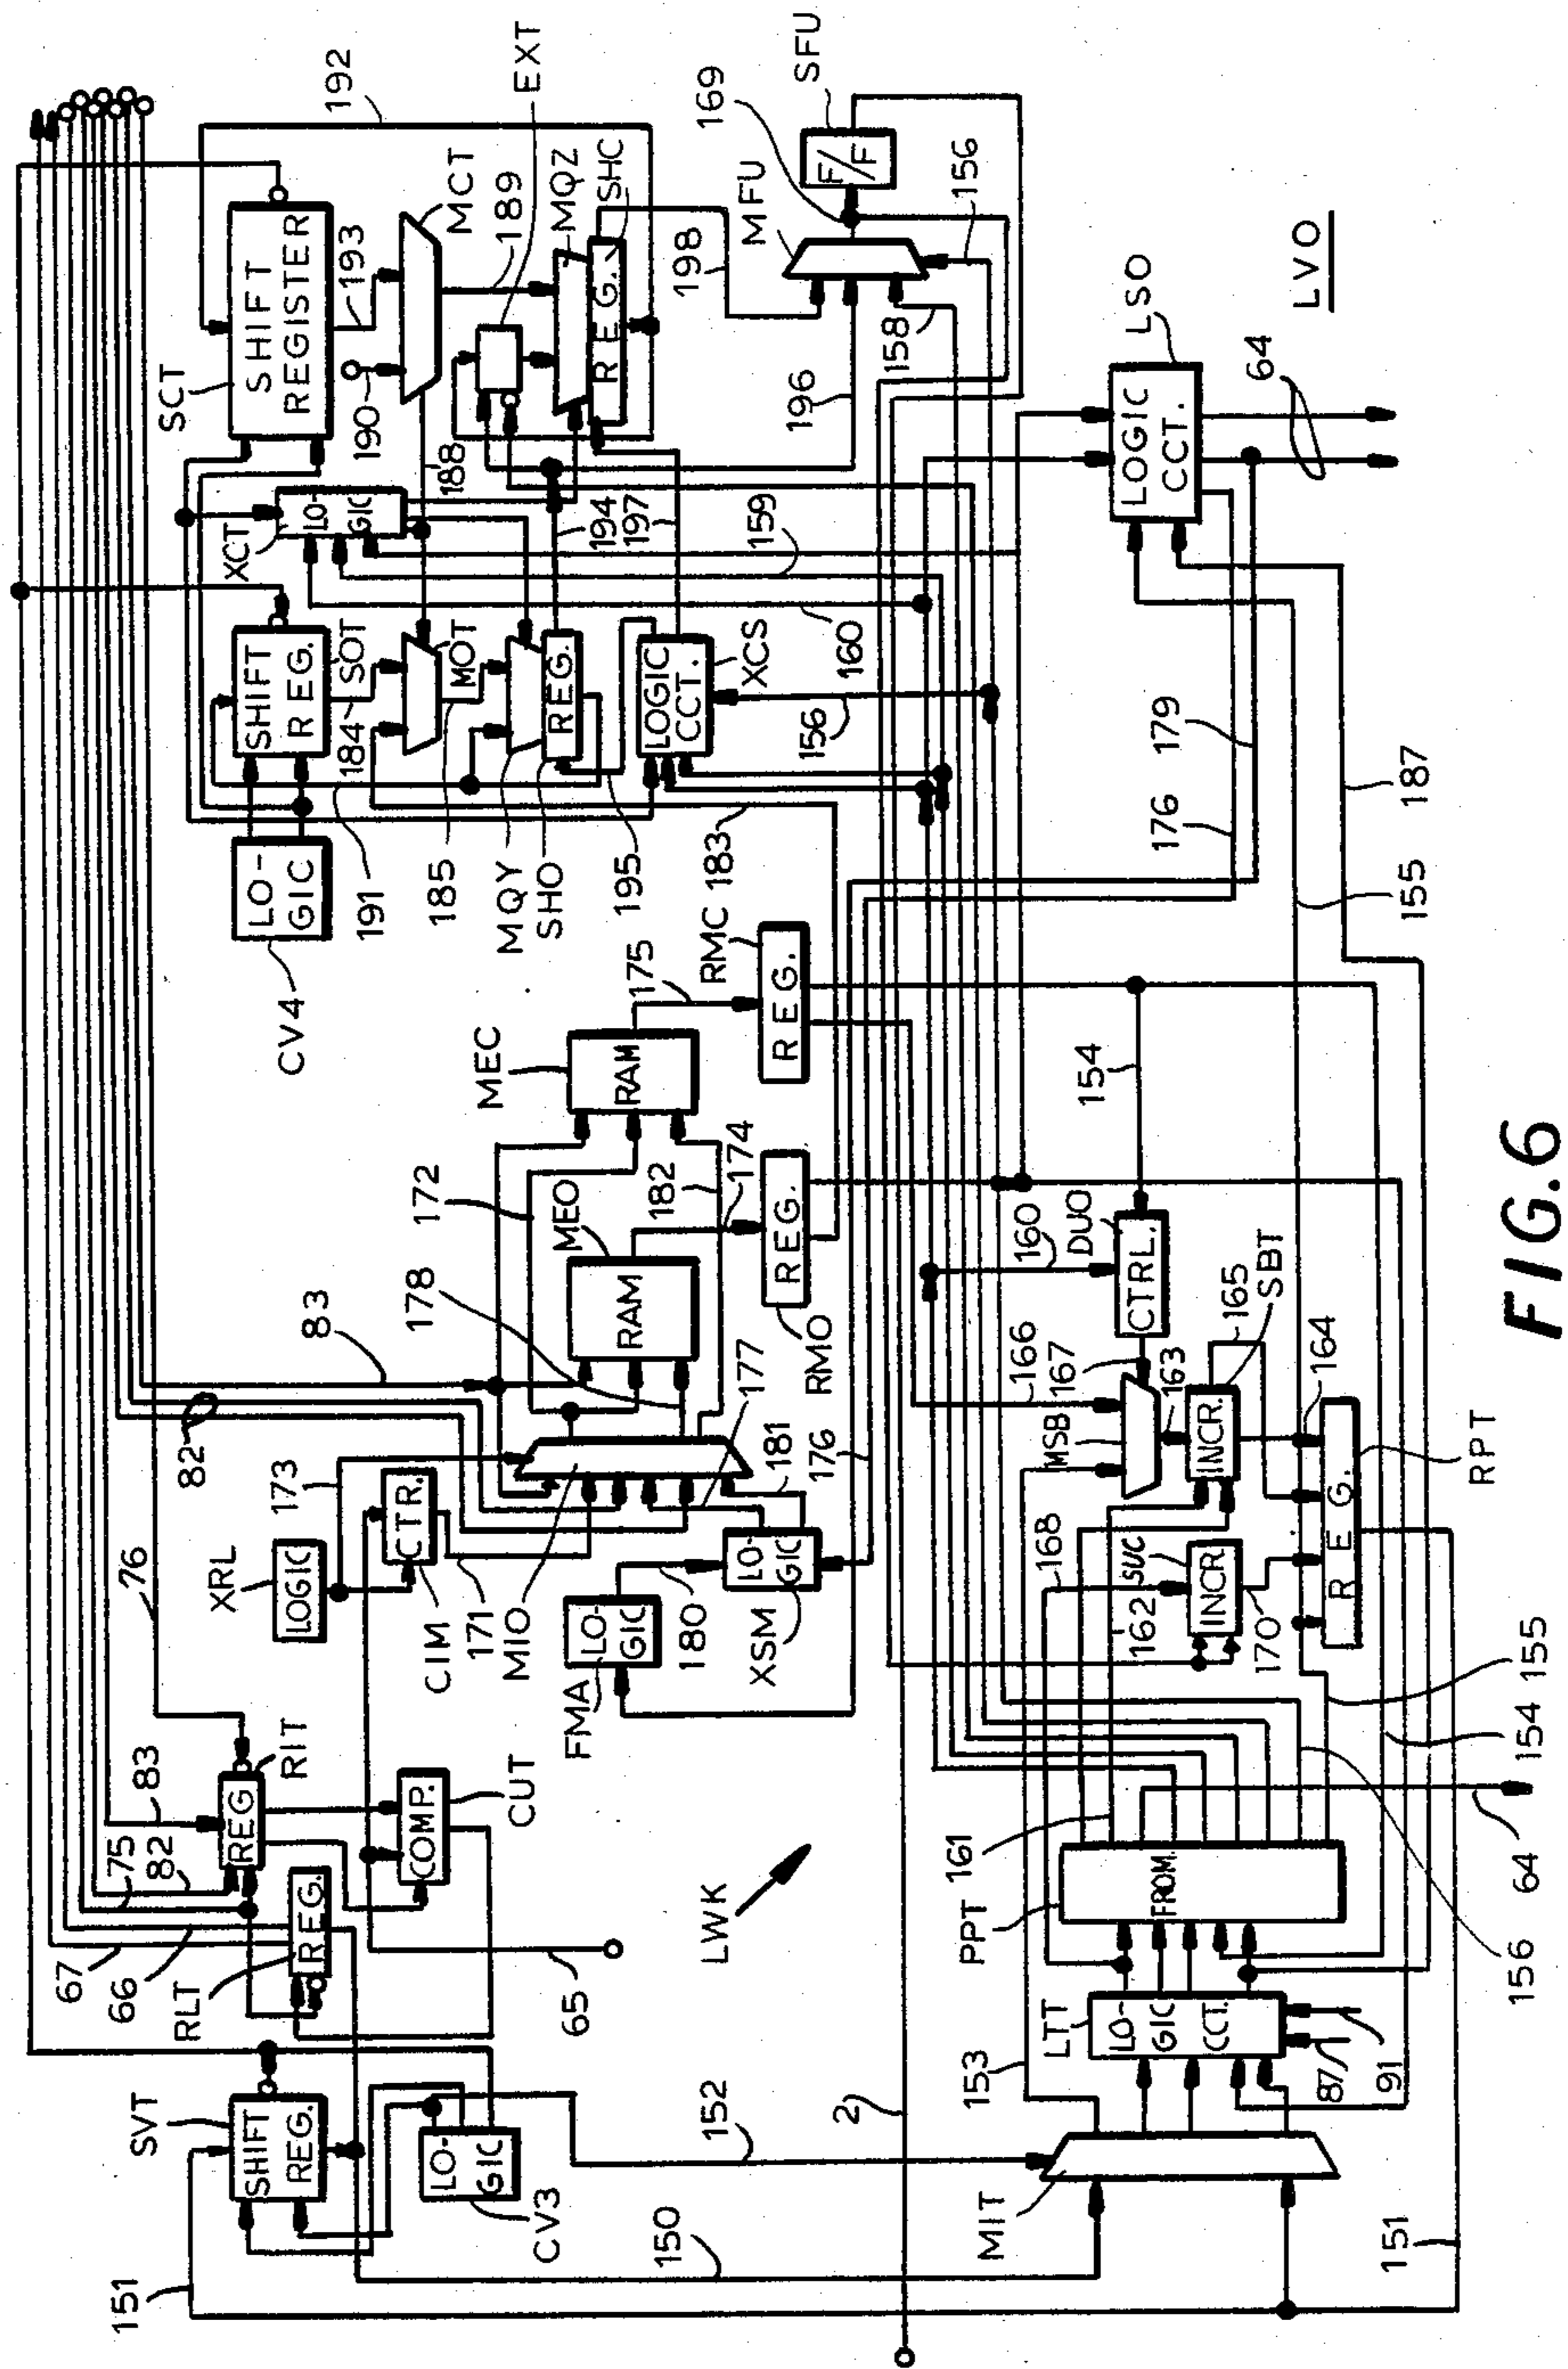 192
EXT
SCT
SHIFT
REGISTER
193
190
MCT
189
MQZ
SHC
REG.
198
MFU
169
SFU
F/F
156
158
196
XCT
LO-
GIC
188
194
197
159
160
SHIFT
REG.
SOT
184
MOT
185
191
MQY
SHO
REG.
195
LOGIC
CCT.
XCS
156
183
LO-
GIC
CV4
LOGIC
CCT.
LSO
64
LVO
179
176
187
155
MEC
RAM
175
RMC
REG.
172
MEO
RAM
182
174
178
REG.
RMO
177
83
82
173
XRL
LOGIC
CTR.
CIM
171
MIO
181
176
FMA
LO-
GIC
180
LO-
GIC
XSM
154
160
DUO
CTRL.
166
167
MSB
163
INCR.
165
SBT
164
168
SUC
162
INCR.
170
REG.
RPT
76
83
75
82
REG
RIT
67
66
RLT
REG.
COMP.
CUT
65
LWK
SVT
SHIFT
REG.
151
LO-
GIC
CV3
152
150
2
153
161
PPT
FROM.
LTT
LO-
GIC
CCT.
87
91
MIT
151
156
64
154
155
FIG.6